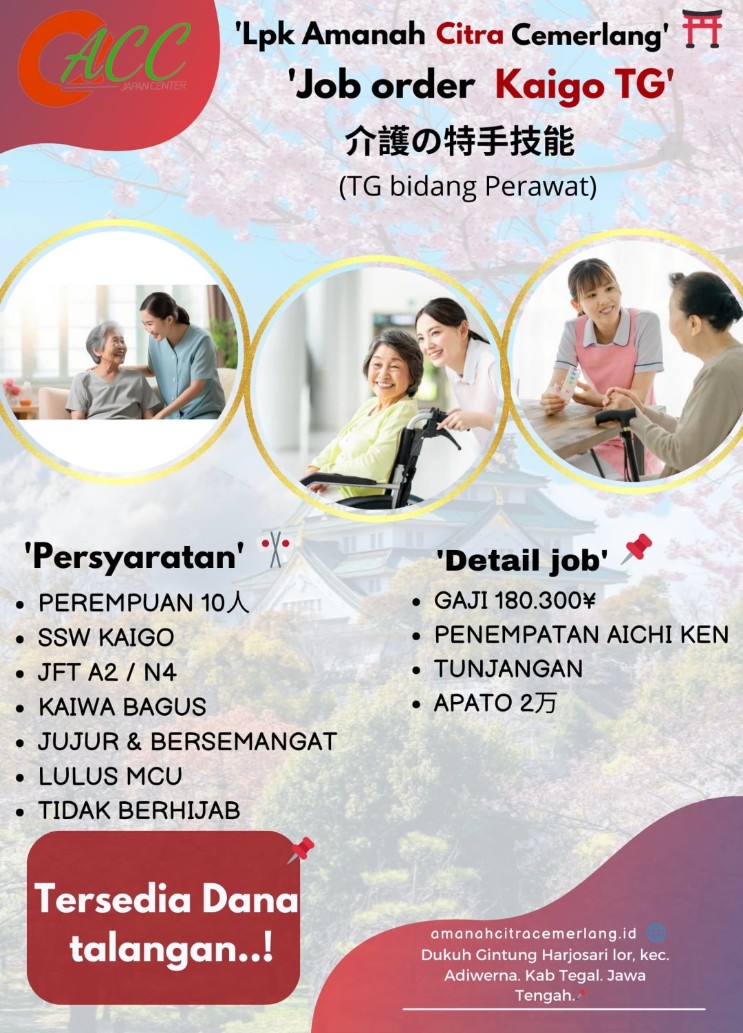 ACC
JAPAN CENTER
'Lpk Amanah Citra Cemerlang'
'Job order Kaigo TG'
介護の特手技能
(TG bidang Perawat)
'Persyaratan'
• PEREMPUAN 10人
• SSW KAIGO
• JFT A2 / N4
• KAIWA BAGUS
• JUJUR & BERSEMANGAT
• LULUS MCU
• TIDAK BERHIJAB
'Detail job'
• GAJI 180.300¥
• PENEMPATAN AICHI KEN
• TUNJANGAN
• APATO 2万
Tersedia Dana
talangan..!
amanahcitracemerlang.id
Dukuh Gintung Harjosari lor, kec.
Adiwerna. Kab Tegal. Jawa
Tengah.